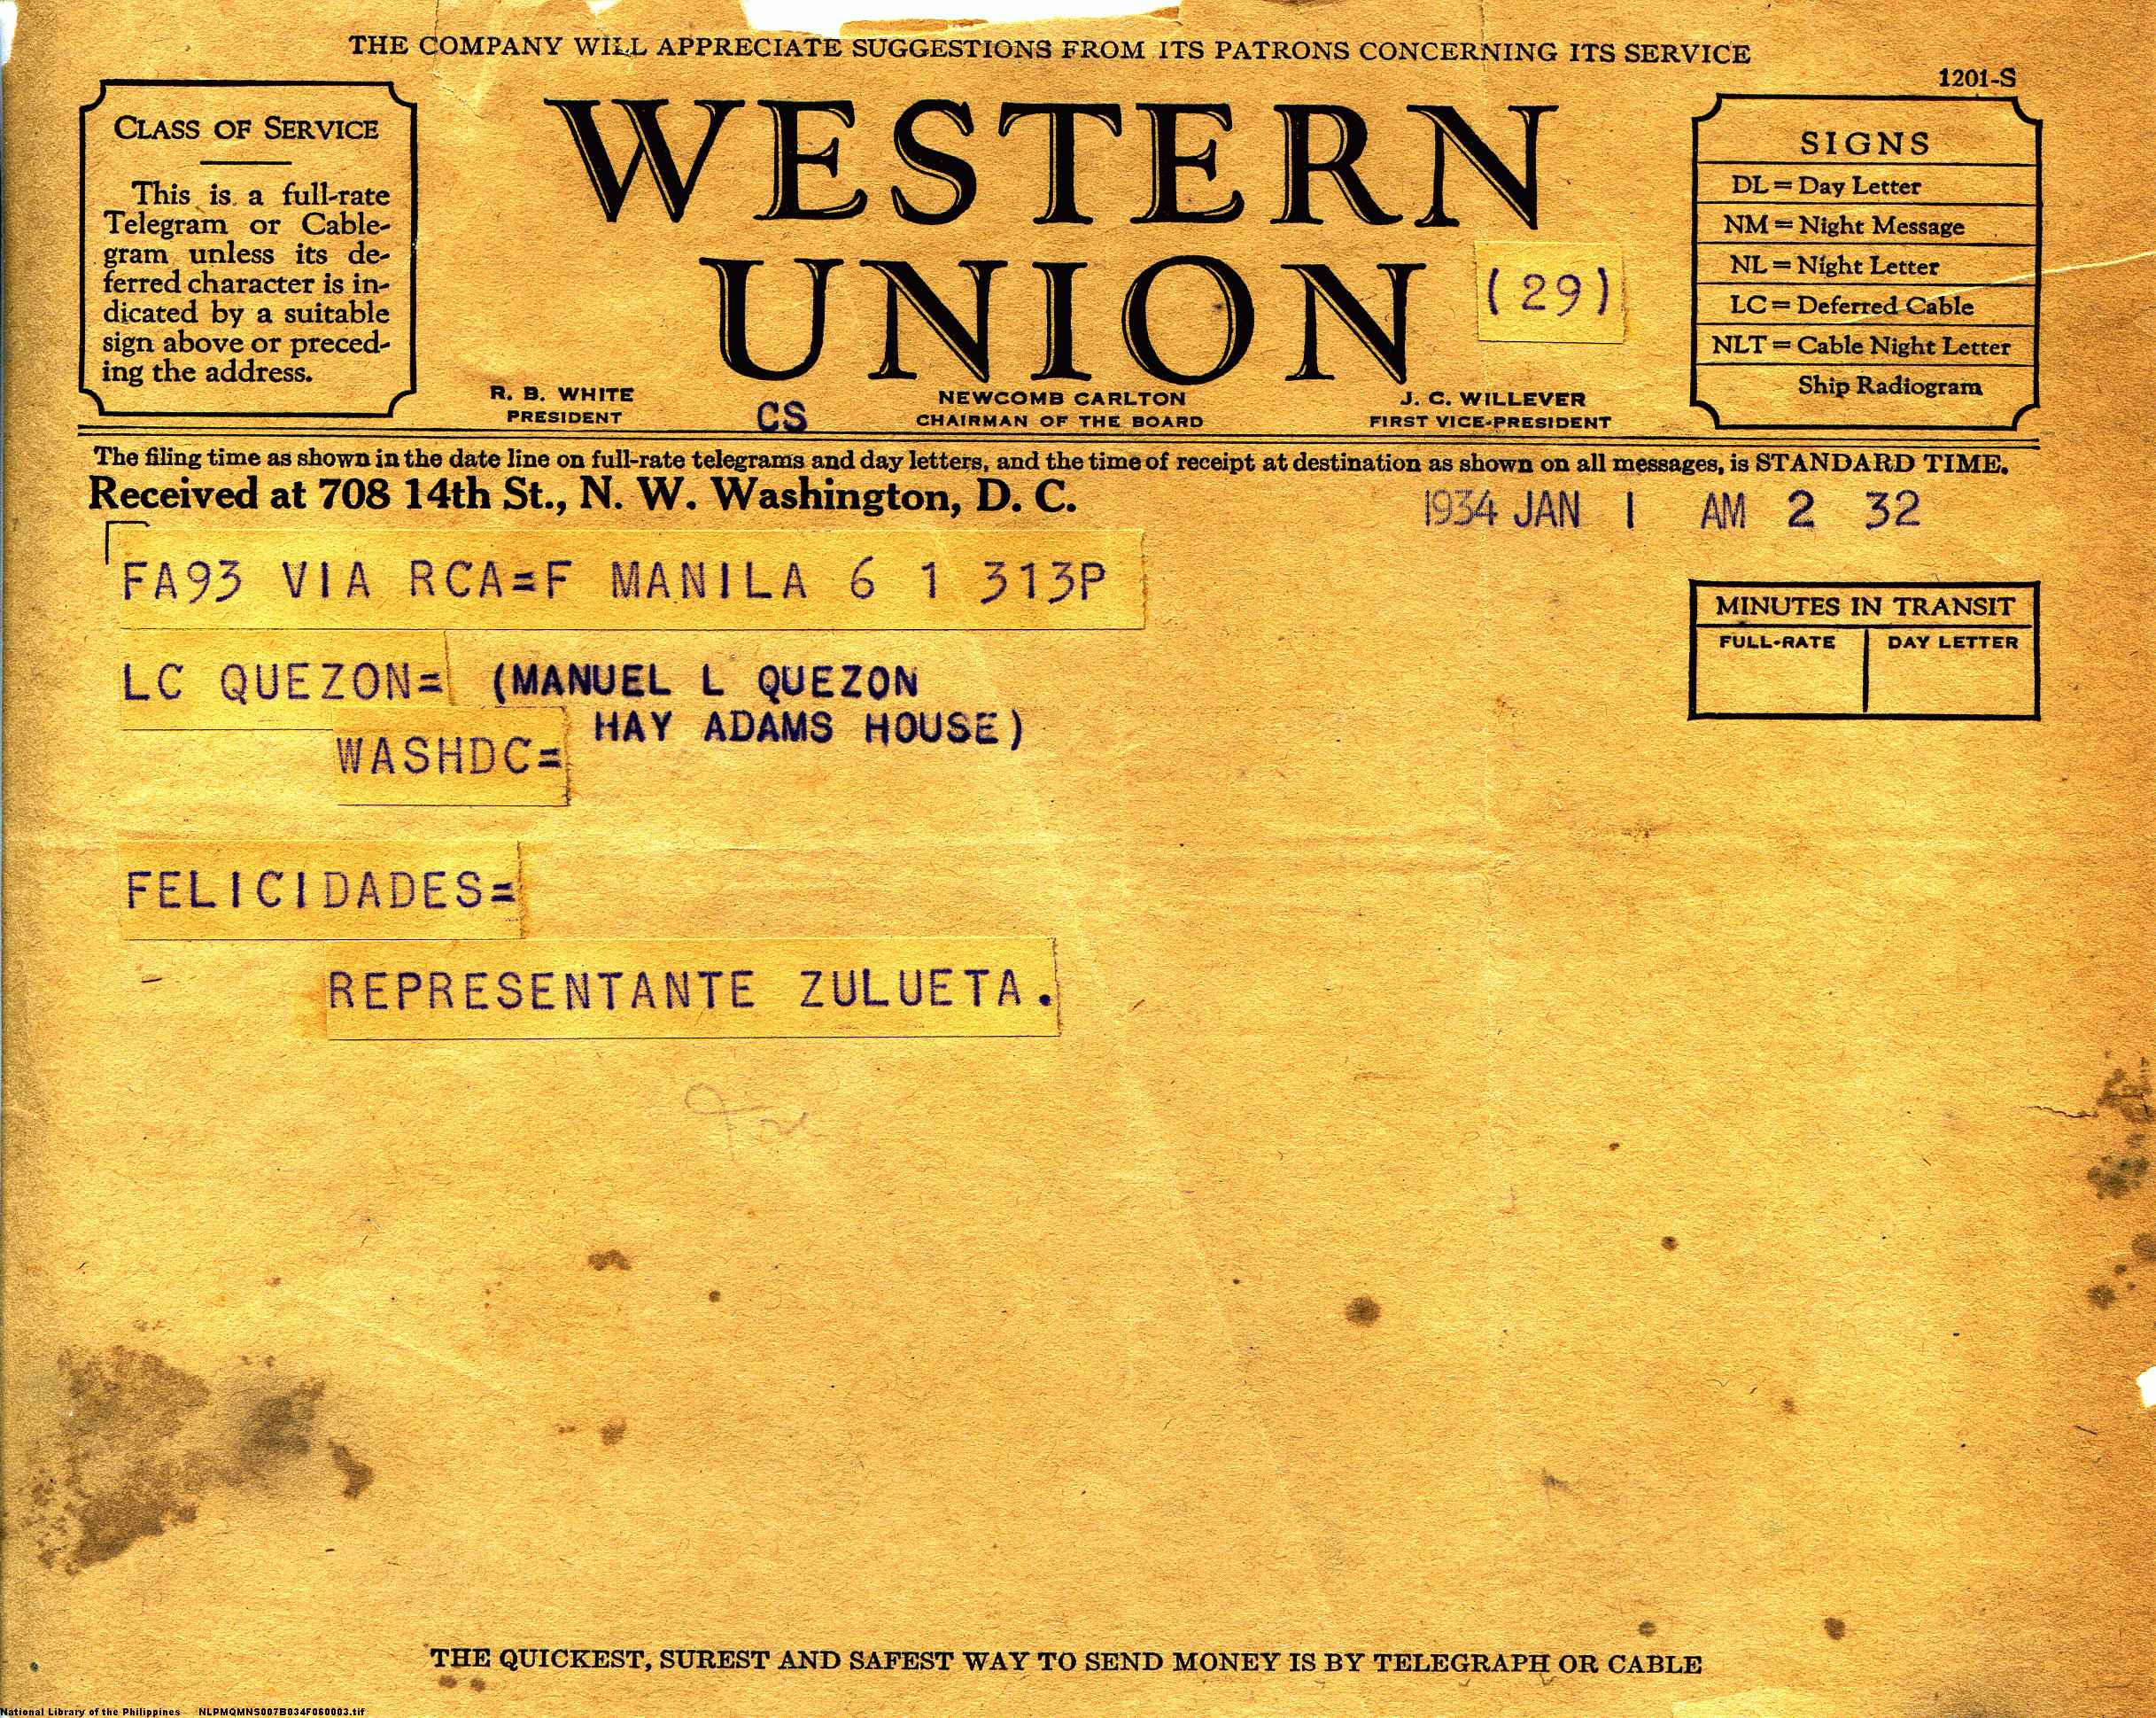 THE COMPANY WILL APPRECIATE SUGGESTIONS FROM ITS PATRONS CONCERNING ITS SERVICE
1201-S
CLASS OF SERVICE
This is a full-rate
Telegram or Cable-
gram unless its de-
ferred character is in-
dicated by a suitable
sign above or preced-
ing the address.
WESTERN
UNION
(29)
R. B. WHITE
PRESIDENT
CS
NEWCOMB CARLTON
CHAIRMAN OF THE BOARD
J. C. WILLEVER
FIRST VICE-PRESIDENT
SIGNS
DL = Day Letter
NM = Night Message
NL = Night Letter
LC = Deferred Cable
NLT = Cable Night Letter
Ship Radiogram
The filing time as shown in the date line on full-rate telegrams and day letters, and the time of receipt at destination as shown on all messages, is STANDARD TIME.
Received at 708 14th St., N. W. Washington, D. C.
1934 JAN 1 AM 2 32
FA93 VIA RCA=F MANILA 6 1 313P
MINUTES IN TRANSIT
FULL-RATE DAY LETTER
LC QUEZON= (MANUEL L QUEZON
HAY ADAMS HOUSE)
WASHDC=
FELICIDADES=
REPRESENTANTE ZULUETA.
THE QUICKEST, SUREST AND SAFEST WAY TO SEND MONEY IS BY TELEGRAPH OR CABLE
National Library of the Philippines NLPMQMNS007B034F060003.tif